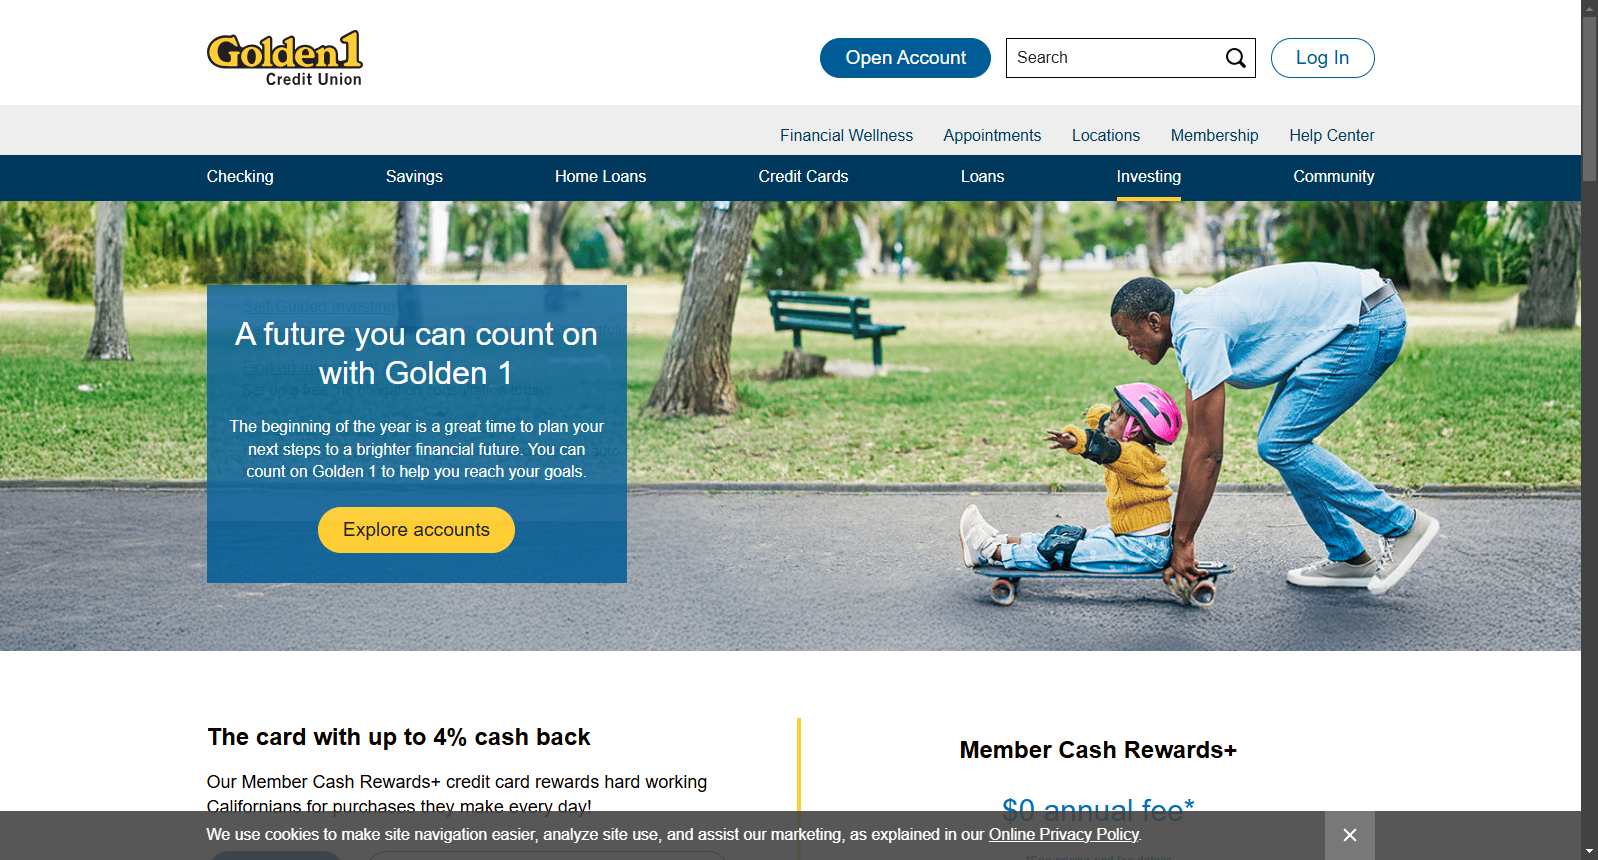 Golden1
Credit Union
Open Account
Search
Log In
Financial Wellness
Appointments
Locations
Membership
Help Center
Checking
Savings
Home Loans
Credit Cards
Loans
Investing
Community
Self-Guided Investing
A future you can count on
with Golden 1
The beginning of the year is a great time to plan your
next steps to a brighter financial future. You can
count on Golden 1 to help you reach your goals.
Explore accounts
The card with up to 4% cash back
Our Member Cash Rewards+ credit card rewards hard working
Californians for purchases they make every day!
Member Cash Rewards+
$0 annual fee*
We use cookies to make site navigation easier, analyze site use, and assist our marketing, as explained in our Online Privacy Policy.